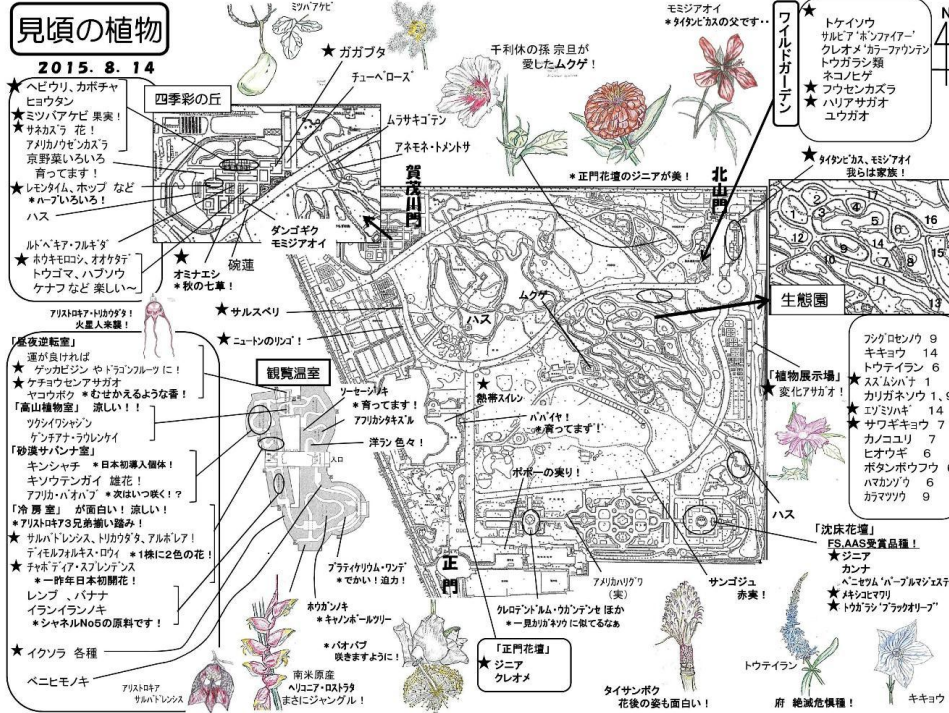 見頃の植物
2015. 8. 14
★ヘビウリ、カボチャ
ヒョウタン
★ミツバアケビ 果実!
★サネカズラ 花!
アメリカノウゼンカズラ
京野菜いろいろ
育ってます!
★レモンタイム、ホップ など
*ハーブいろいろ!
ハス
ルドベキア・フルギダ
★ホウキモロコシ、オオケタデ
トウゴマ、ハブソウ
ケナフ など 楽しい~
四季彩の丘
ミツバアケビ
★ガガブタ
チューベローズ
ムラサキゴテン
アネモネ・トメントサ
ダンゴギク
モミジアオイ
碗蓮
★オミナエシ
*秋の七草!
賀茂川門
千利休の孫 宗旦が
愛したムクゲ!
*正門花壇のジニアが美!
モミジアオイ
*タイタンビカスの父です・・
北山門
ワイルドガーデン
★トケイソウ
サルビア‘ボンファイアー’
クレオメ‘カラーファウンテン
トウガラシ類
ネコノヒゲ
★フウセンカズラ
★ハリアサガオ
ユウガオ
N
★タイタンビカス、モミジアオイ
我らは家族!
1
2
3
4
5
6
7
8
9
10
11
12
13
14
15
16
17
生態園
フシグロセンノウ 9
キキョウ 14
トウテイラン 6
★スズムシバナ 1
カリガネソウ 1、
★エゾミソハギ
★サワギキョウ 7
カノコユリ 7
ヒオウギ 6
ボタンボウフウ
ハマカンゾウ 6
カラマツソウ 9
「植物展示場」
★変化アサガオ!
ハス
ムクゲ
ハス
★サルスベリ
★ニュートンのリンゴ!
アリストロキア・トリカウダタ!
火星人来襲!
「昼夜逆転室」
運が良ければ
★ゲッカビジン や ドラゴンフルーツ に!
★ケチョウセンアサガオ
ヤコウボク *むせかえるような香!
「高山植物室」 涼しい!!
ツクシイワシャジン
ゲンチアナ・ラウレンケイ
「砂漠サバンナ室」
キンシャチ *日本初導入個体!
キソウテンガイ 雄花!
アフリカ・バオバブ *次はいつ咲く!?
「冷房室」 が面白い! 涼しい!
*アリストロキア3兄弟揃い踏み!
★サルバドレンシス、トリカウダタ、アルボレア!
ディモルフォルキス・ロウィ *1株に2色の花!
★チャボディア・スプレンデンス
*一昨年日本初開花!
レンブ 、バナナ
イランイランノキ
*シャネルNo5の原料です!
★イクソラ 各種
ベニヒモノキ
観覧温室
ソーセージノキ
*育ってます!
アフリカシタキヅル
洋ラン 色々!
入口
プラティケリウム・ワンデ
*でかい!迫力!
ホウガンノキ
*キャノンボールツリー
*バオバブ
咲きますように!
南米原産
ヘリコニア・ロストラタ
まさにジャングル!
アリストロキア
サルバドレンシス
★
熱帯スイレン
パパイヤ!
*育ってます!
ポポーの実り!
正門
アメリカハリグワ
(実)
クレロデンドルム・ウガンデンセ ほか
*一見カリガネソウ に似てるなぁ
「正門花壇」
★ジニア
クレオメ
サンゴジュ
赤実!
「沈床花壇」
FS,AAS受賞品種!
★ジニア
カンナ
★メキシコヒマワリ
★トウガラシ‘ブラックオリーブ’
タイサンボク
花後の姿も面白い!
トウテイラン
府 絶滅危惧種!
キキョウ